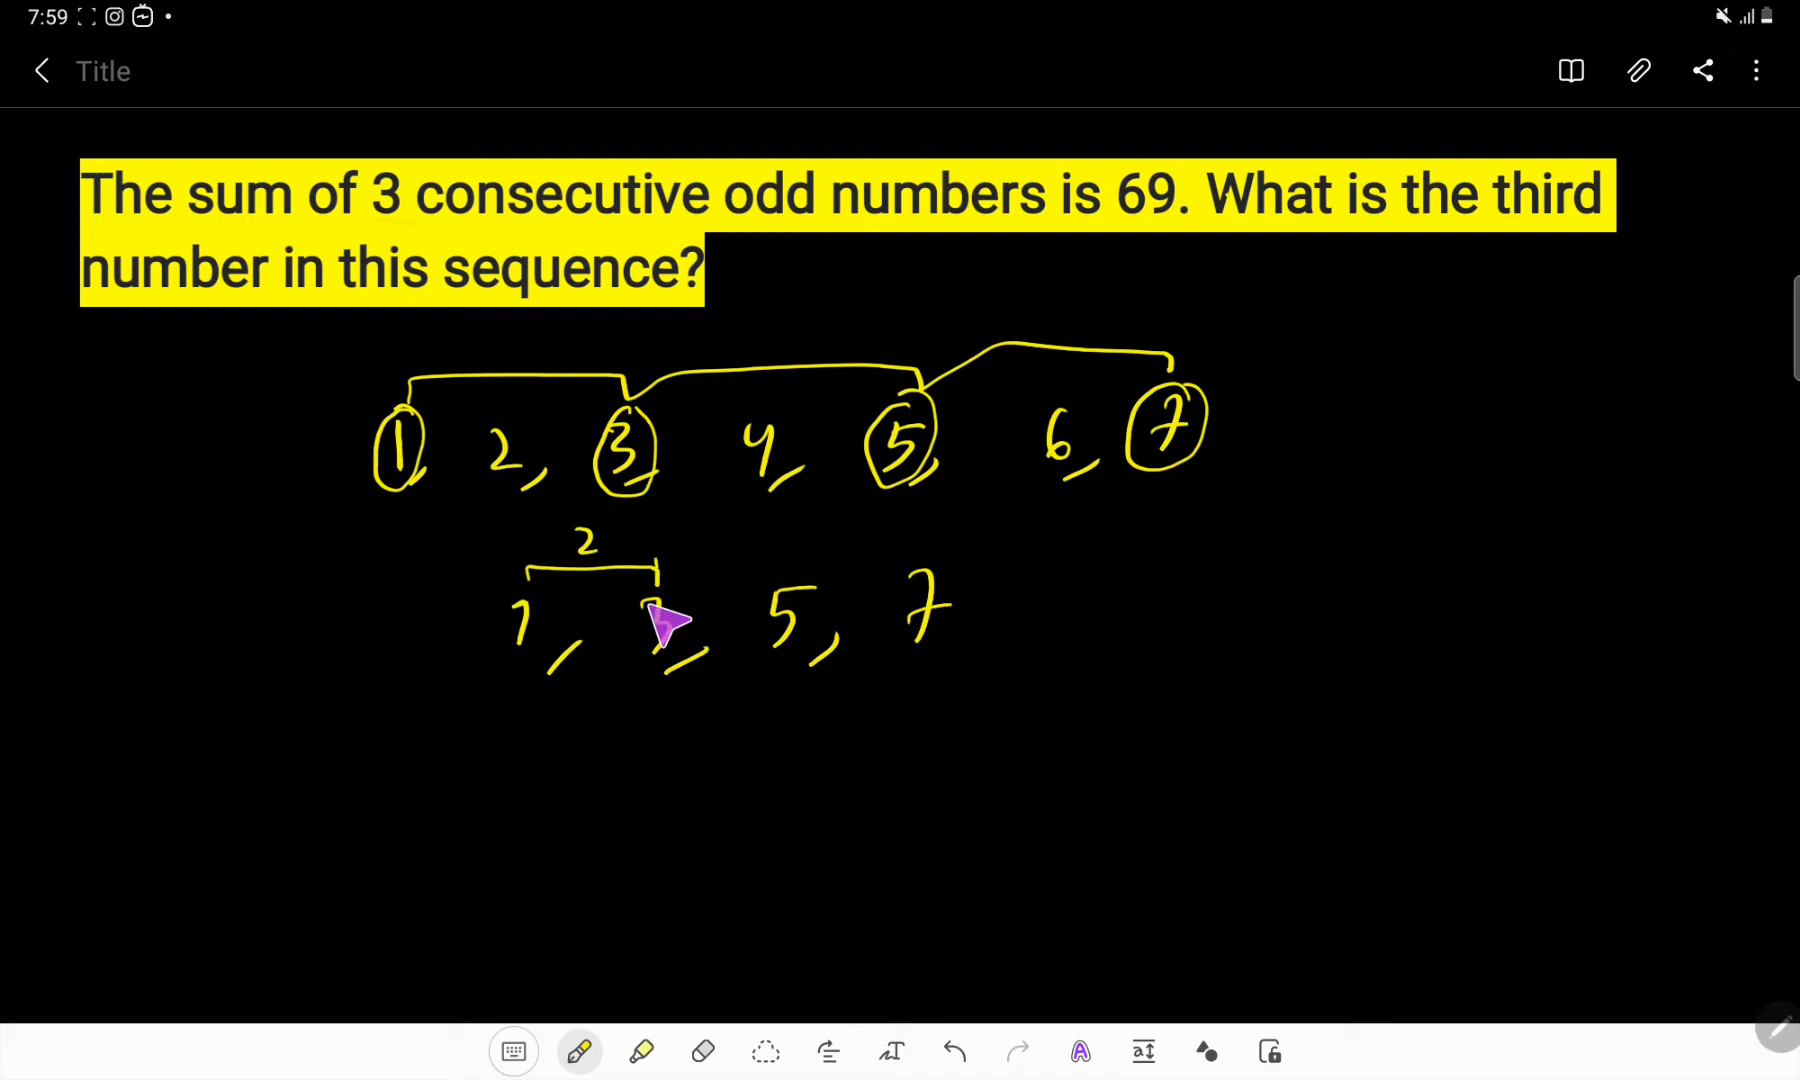 7:59
Title
The sum of 3 consecutive odd numbers is 69. What is the third
number in this sequence?
1, 2, 3, 4, 5, 6, 7
2
1, 3, 5, 7